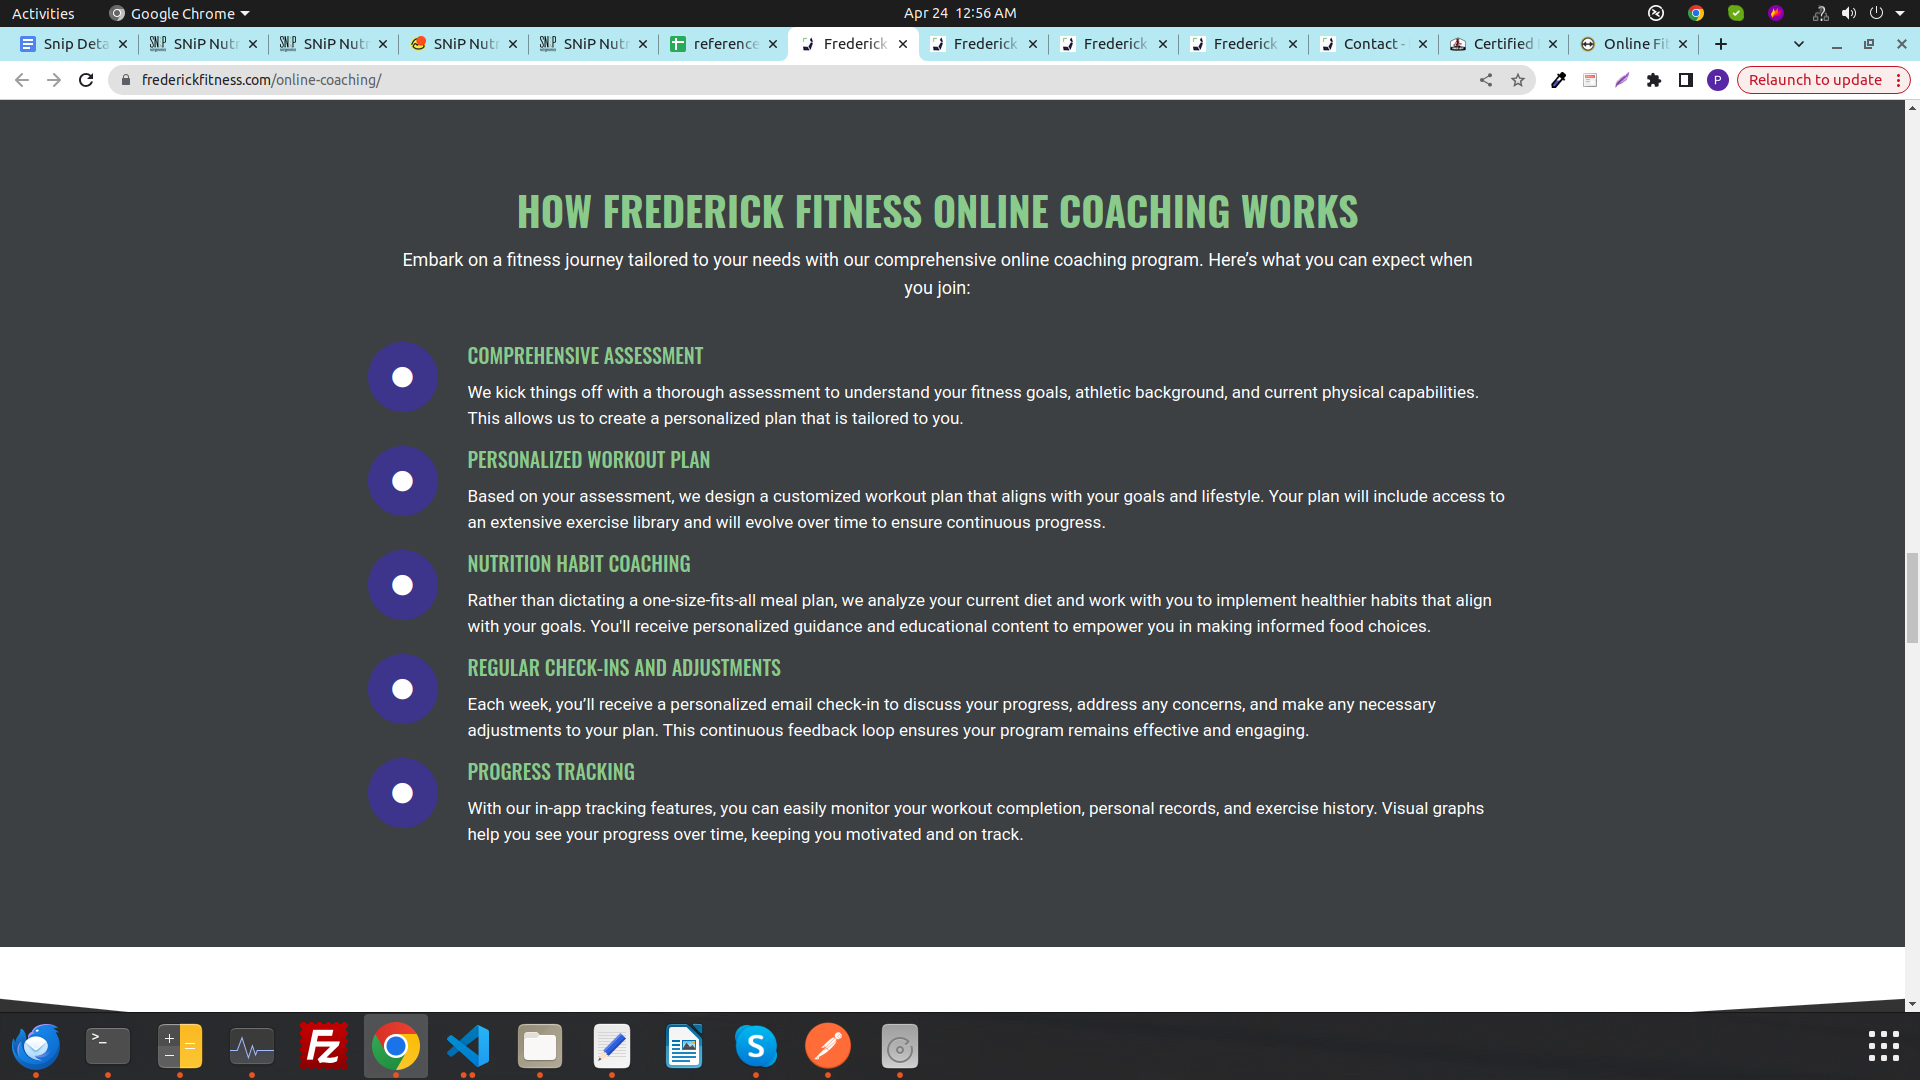 Activities
Google Chrome
Apr 24 12:56 AM
Snip Deta
SNiP Nutr
SNiP Nutr
SNiP Nutr
SNiP Nutr
reference
Frederick
Frederick
Frederick
Frederick
Contact -
Certified
Online Fit
frederickfitness.com/online-coaching/
P
Relaunch to update
HOW FREDERICK FITNESS ONLINE COACHING WORKS
Embark on a fitness journey tailored to your needs with our comprehensive online coaching program. Here’s what you can expect when
you join:
COMPREHENSIVE ASSESSMENT
We kick things off with a thorough assessment to understand your fitness goals, athletic background, and current physical capabilities.
This allows us to create a personalized plan that is tailored to you.
PERSONALIZED WORKOUT PLAN
Based on your assessment, we design a customized workout plan that aligns with your goals and lifestyle. Your plan will include access to
an extensive exercise library and will evolve over time to ensure continuous progress.
NUTRITION HABIT COACHING
Rather than dictating a one-size-fits-all meal plan, we analyze your current diet and work with you to implement healthier habits that align
with your goals. You'll receive personalized guidance and educational content to empower you in making informed food choices.
REGULAR CHECK-INS AND ADJUSTMENTS
Each week, you’ll receive a personalized email check-in to discuss your progress, address any concerns, and make any necessary
adjustments to your plan. This continuous feedback loop ensures your program remains effective and engaging.
PROGRESS TRACKING
With our in-app tracking features, you can easily monitor your workout completion, personal records, and exercise history. Visual graphs
help you see your progress over time, keeping you motivated and on track.